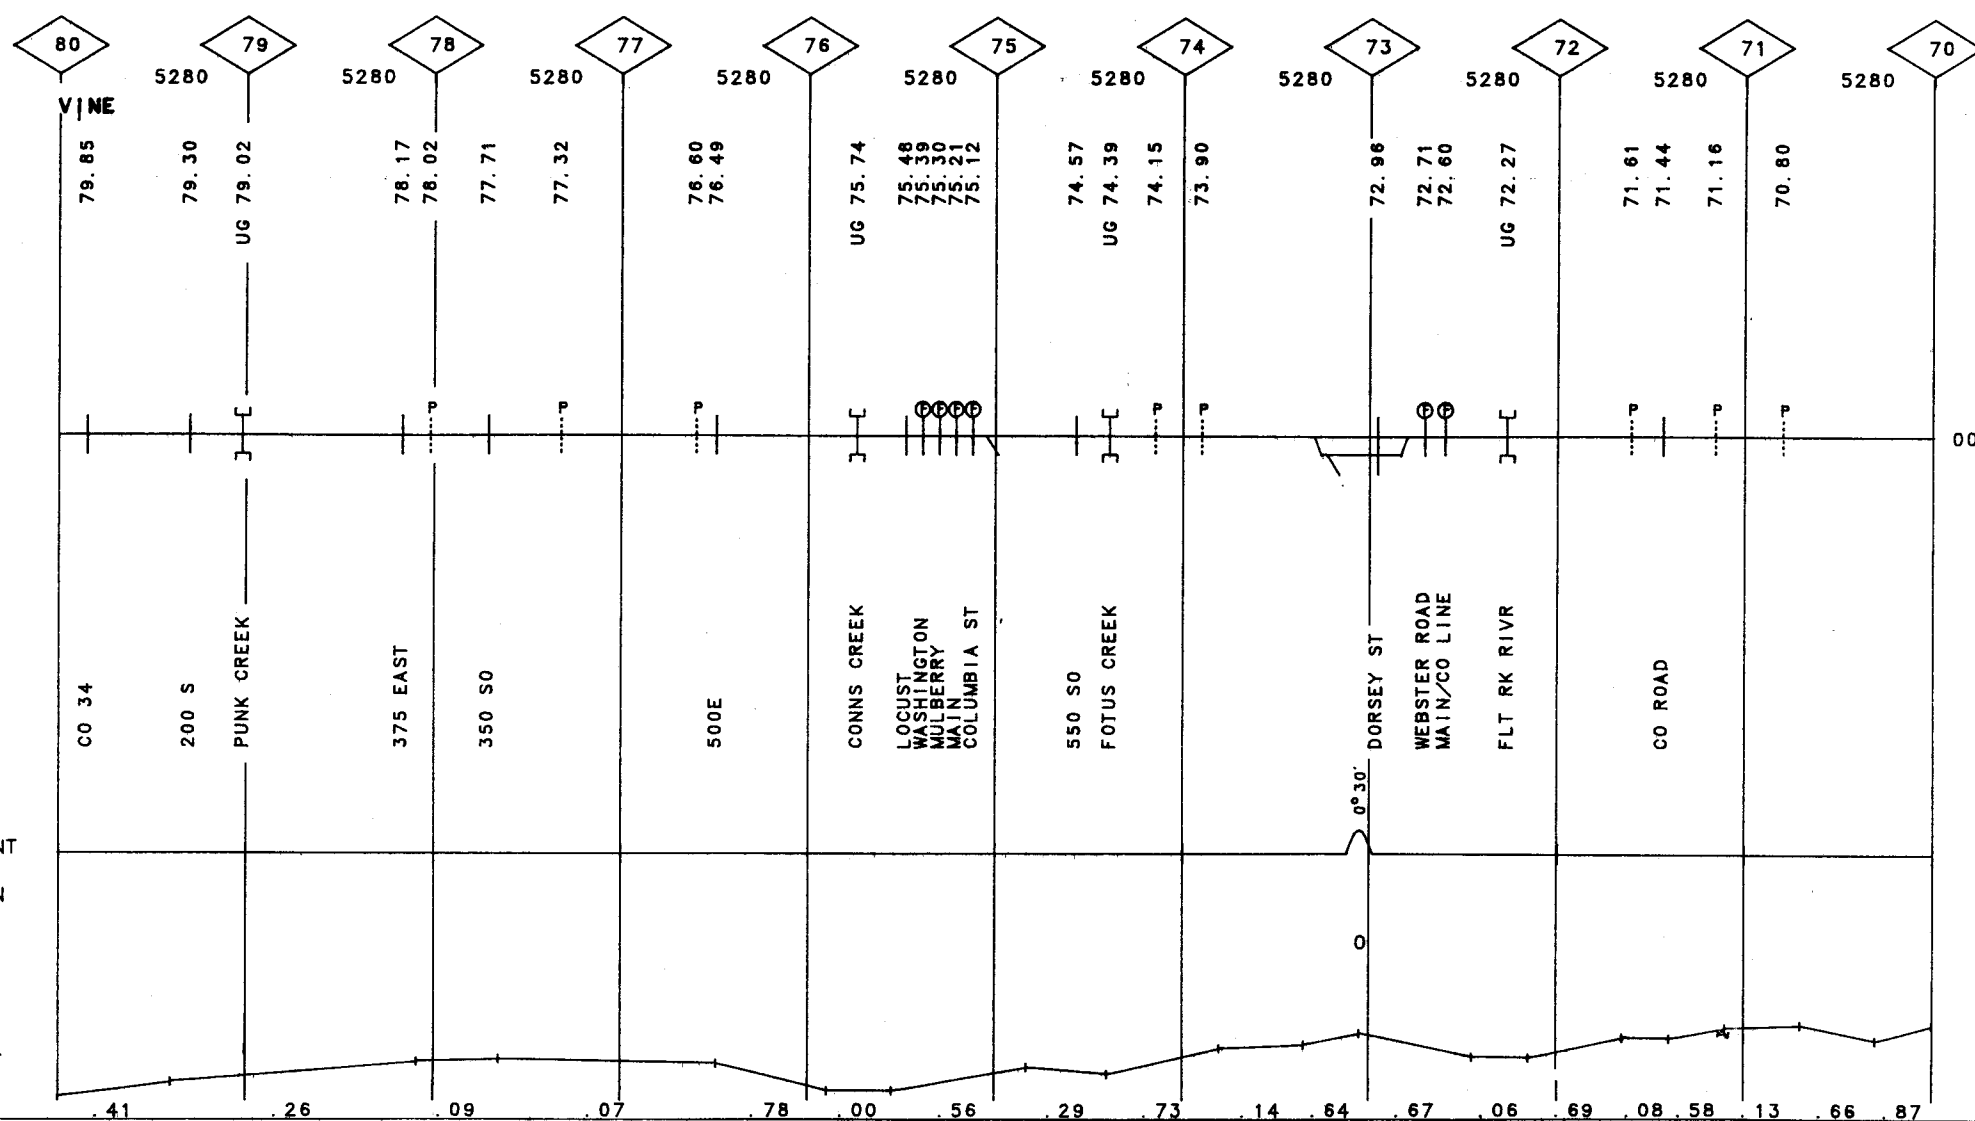 80 79 78 77 76 75 74 73 72 71 70
5280 5280 5280 5280 5280 5280 5280 5280 5280 5280
VINE
79.85
79.30
UG 79.02
78.17
78.02
77.71
77.32
76.60
76.49
UG 75.74
75.48
75.39
75.30
75.21
75.12
74.57
UG 74.39
74.15
73.90
72.96
72.71
72.60
UG 72.27
71.61
71.44
71.16
70.80
P P P F F F F P P F F P P P
00
CO 34
200 S
PUNK CREEK
375 EAST
350 SO
500E
CONNS CREEK
LOCUST
WASHINGTON
MULBERRY
MAIN
COLUMBIA ST
550 SO
FOTUS CREEK
DORSEY ST
WEBSTER ROAD
MAIN/CO LINE
FLT RK RIVR
CO ROAD
0°30'
NT
N
0
.41 .26 .09 .07 .78 .00 .56 .29 .73 .14 .64 .67 .06 .69 .08 .58 .13 .66 .87